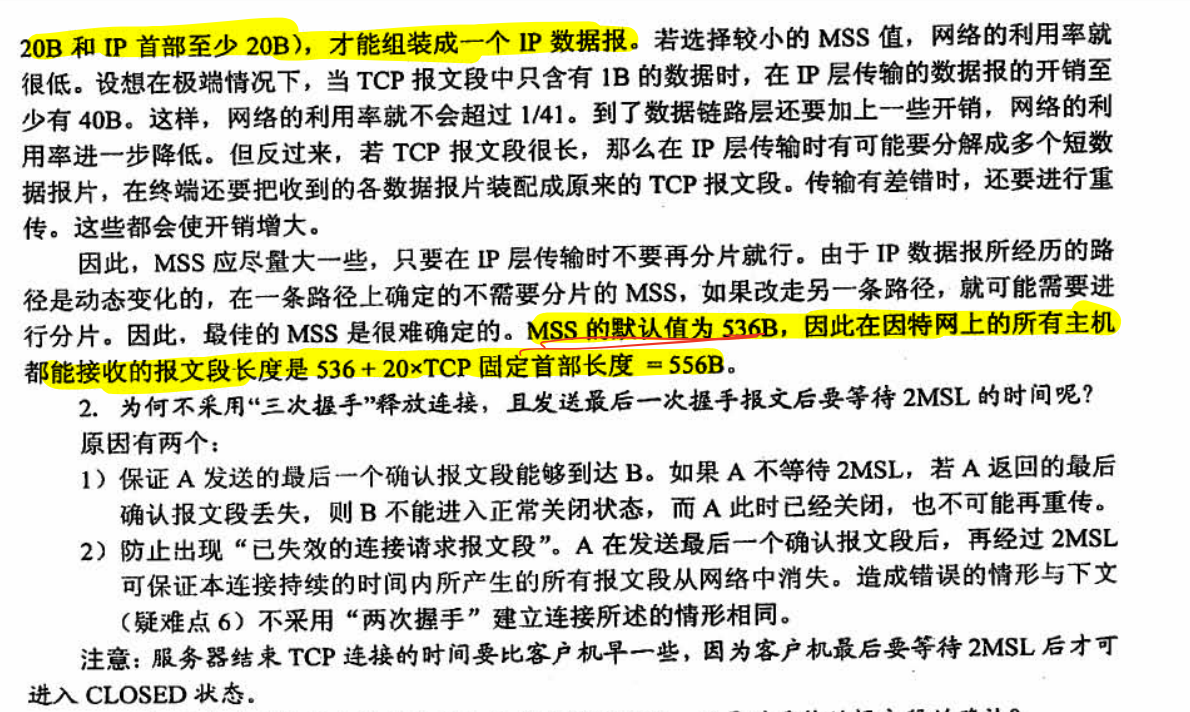 20B 和 IP 首部至少 20B），才能组装成一个 IP 数据报。若选择较小的 MSS 值，网络的利用率就
很低。设想在极端情况下，当 TCP 报文段中只含有 1B 的数据时，在 IP 层传输的数据报的开销至
少有 40B。这样，网络的利用率就不会超过 1/41。到了数据链路层还要加上一些开销，网络的利
用率进一步降低。但反过来，若 TCP 报文段很长，那么在 IP 层传输时有可能要分解成多个短数
据报片，在终端还要把收到的各数据报片装配成原来的 TCP 报文段。传输有差错时，还要进行重
传。这些都会使开销增大。
因此，MSS 应尽量大一些，只要在 IP 层传输时不要再分片就行。由于 IP 数据报所经历的路
径是动态变化的，在一条路径上确定的不需要分片的 MSS，如果改走另一条路径，就可能需要进
行分片。因此，最佳的 MSS 是很难确定的。MSS 的默认值为 536B，因此在因特网上的所有主机
都能接收的报文段长度是 536 + 20×TCP 固定首部长度 = 556B。
2. 为何不采用“三次握手”释放连接，且发送最后一次握手报文后要等待 2MSL 的时间呢？
原因有两个：
1）保证 A 发送的最后一个确认报文段能够到达 B。如果 A 不等待 2MSL，若 A 返回的最后
确认报文段丢失，则 B 不能进入正常关闭状态，而 A 此时已经关闭，也不可能再重传。
2）防止出现“已失效的连接请求报文段”。A 在发送最后一个确认报文段后，再经过 2MSL
可保证本连接持续的时间内所产生的所有报文段从网络中消失。造成错误的情形与下文
（疑难点 6）不采用“两次握手”建立连接所述的情形相同。
注意：服务器结束 TCP 连接的时间要比客户机早一些，因为客户机最后要等待 2MSL 后才可
进入 CLOSED 状态。